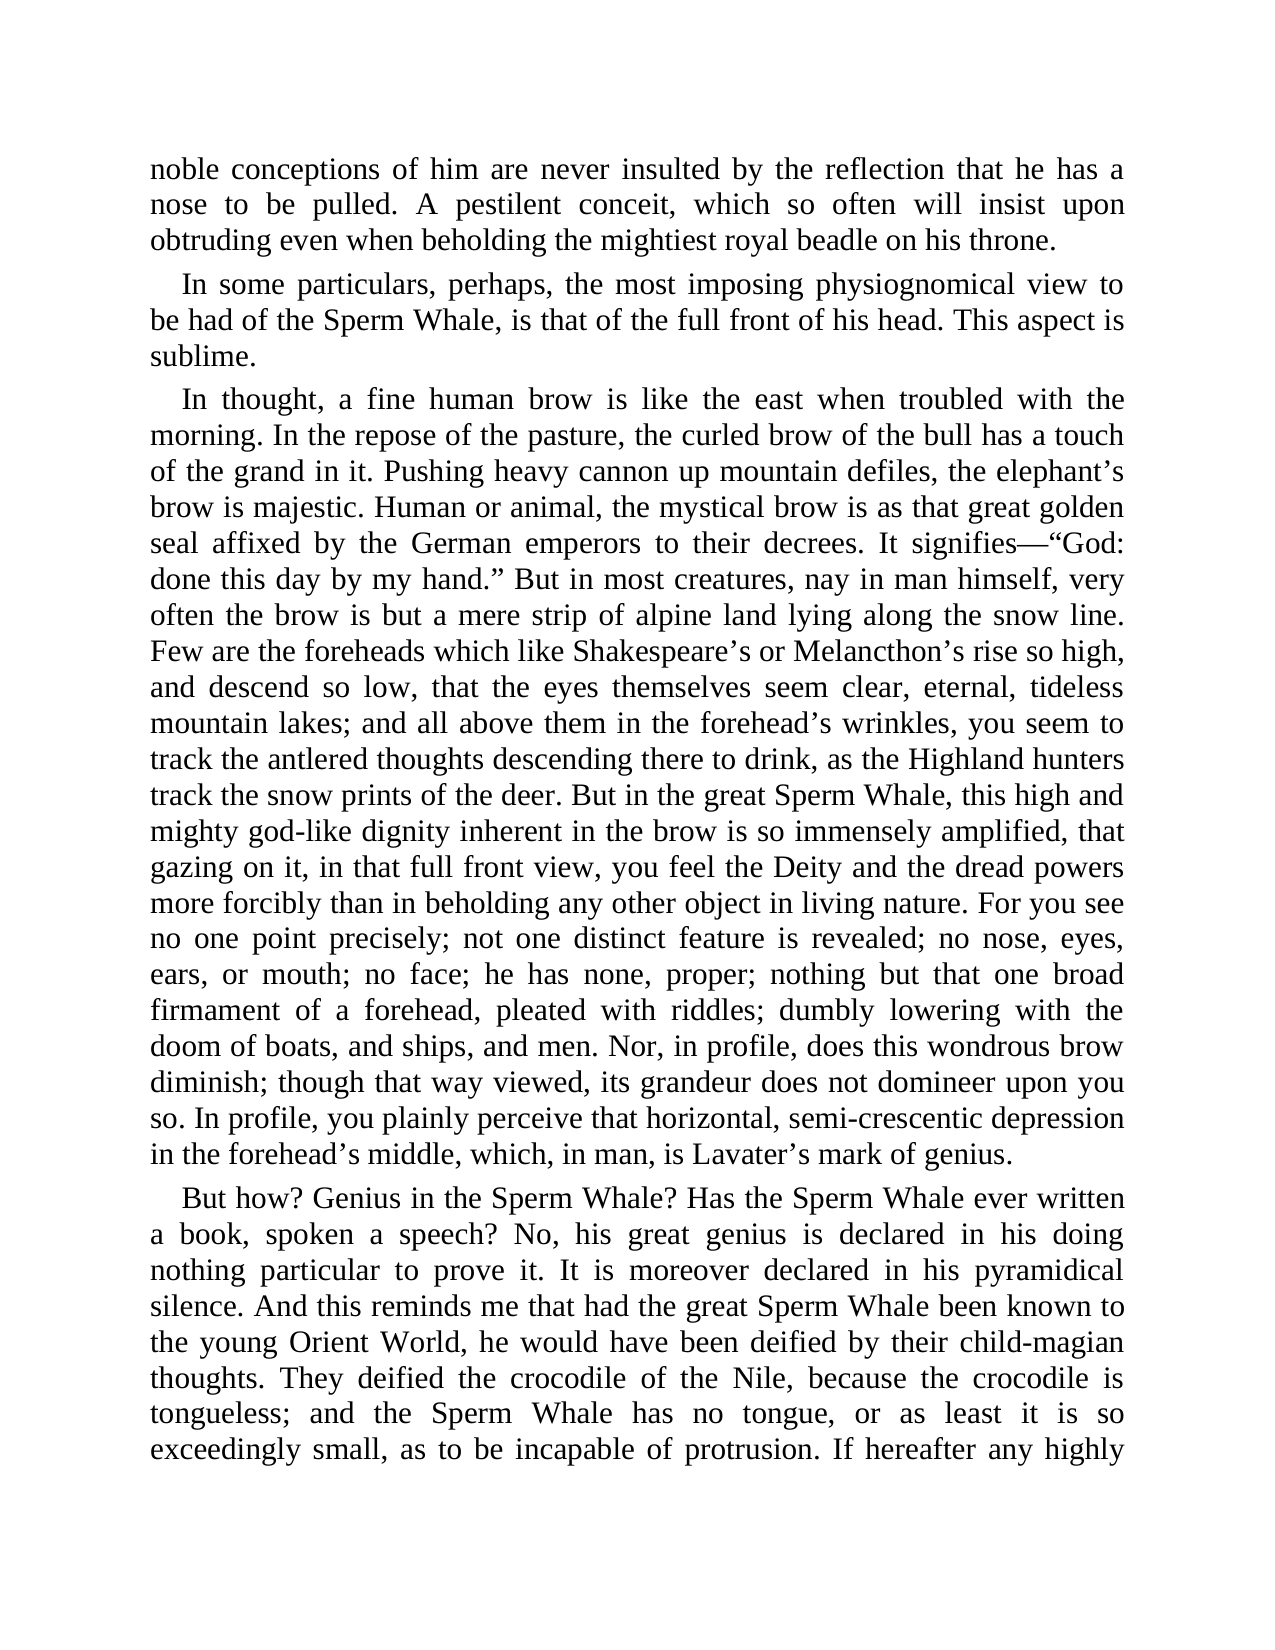 noble conceptions of him are never insulted by the reflection that he has a
nose to be pulled. A pestilent conceit, which so often will insist upon
obtruding even when beholding the mightiest royal beadle on his throne.
In some particulars, perhaps, the most imposing physiognomical view to
be had of the Sperm Whale, is that of the full front of his head. This aspect is
sublime.
In thought, a fine human brow is like the east when troubled with the
morning. In the repose of the pasture, the curled brow of the bull has a touch
of the grand in it. Pushing heavy cannon up mountain defiles, the elephant’s
brow is majestic. Human or animal, the mystical brow is as that great golden
seal affixed by the German emperors to their decrees. It signifies—“God:
done this day by my hand.” But in most creatures, nay in man himself, very
often the brow is but a mere strip of alpine land lying along the snow line.
Few are the foreheads which like Shakespeare’s or Melancthon’s rise so high,
and descend so low, that the eyes themselves seem clear, eternal, tideless
mountain lakes; and all above them in the forehead’s wrinkles, you seem to
track the antlered thoughts descending there to drink, as the Highland hunters
track the snow prints of the deer. But in the great Sperm Whale, this high and
mighty god-like dignity inherent in the brow is so immensely amplified, that
gazing on it, in that full front view, you feel the Deity and the dread powers
more forcibly than in beholding any other object in living nature. For you see
no one point precisely; not one distinct feature is revealed; no nose, eyes,
ears, or mouth; no face; he has none, proper; nothing but that one broad
firmament of a forehead, pleated with riddles; dumbly lowering with the
doom of boats, and ships, and men. Nor, in profile, does this wondrous brow
diminish; though that way viewed, its grandeur does not domineer upon you
so. In profile, you plainly perceive that horizontal, semi-crescentic depression
in the forehead’s middle, which, in man, is Lavater’s mark of genius.
But how? Genius in the Sperm Whale? Has the Sperm Whale ever written
a book, spoken a speech? No, his great genius is declared in his doing
nothing particular to prove it. It is moreover declared in his pyramidical
silence. And this reminds me that had the great Sperm Whale been known to
the young Orient World, he would have been deified by their child-magian
thoughts. They deified the crocodile of the Nile, because the crocodile is
tongueless; and the Sperm Whale has no tongue, or as least it is so
exceedingly small, as to be incapable of protrusion. If hereafter any highly